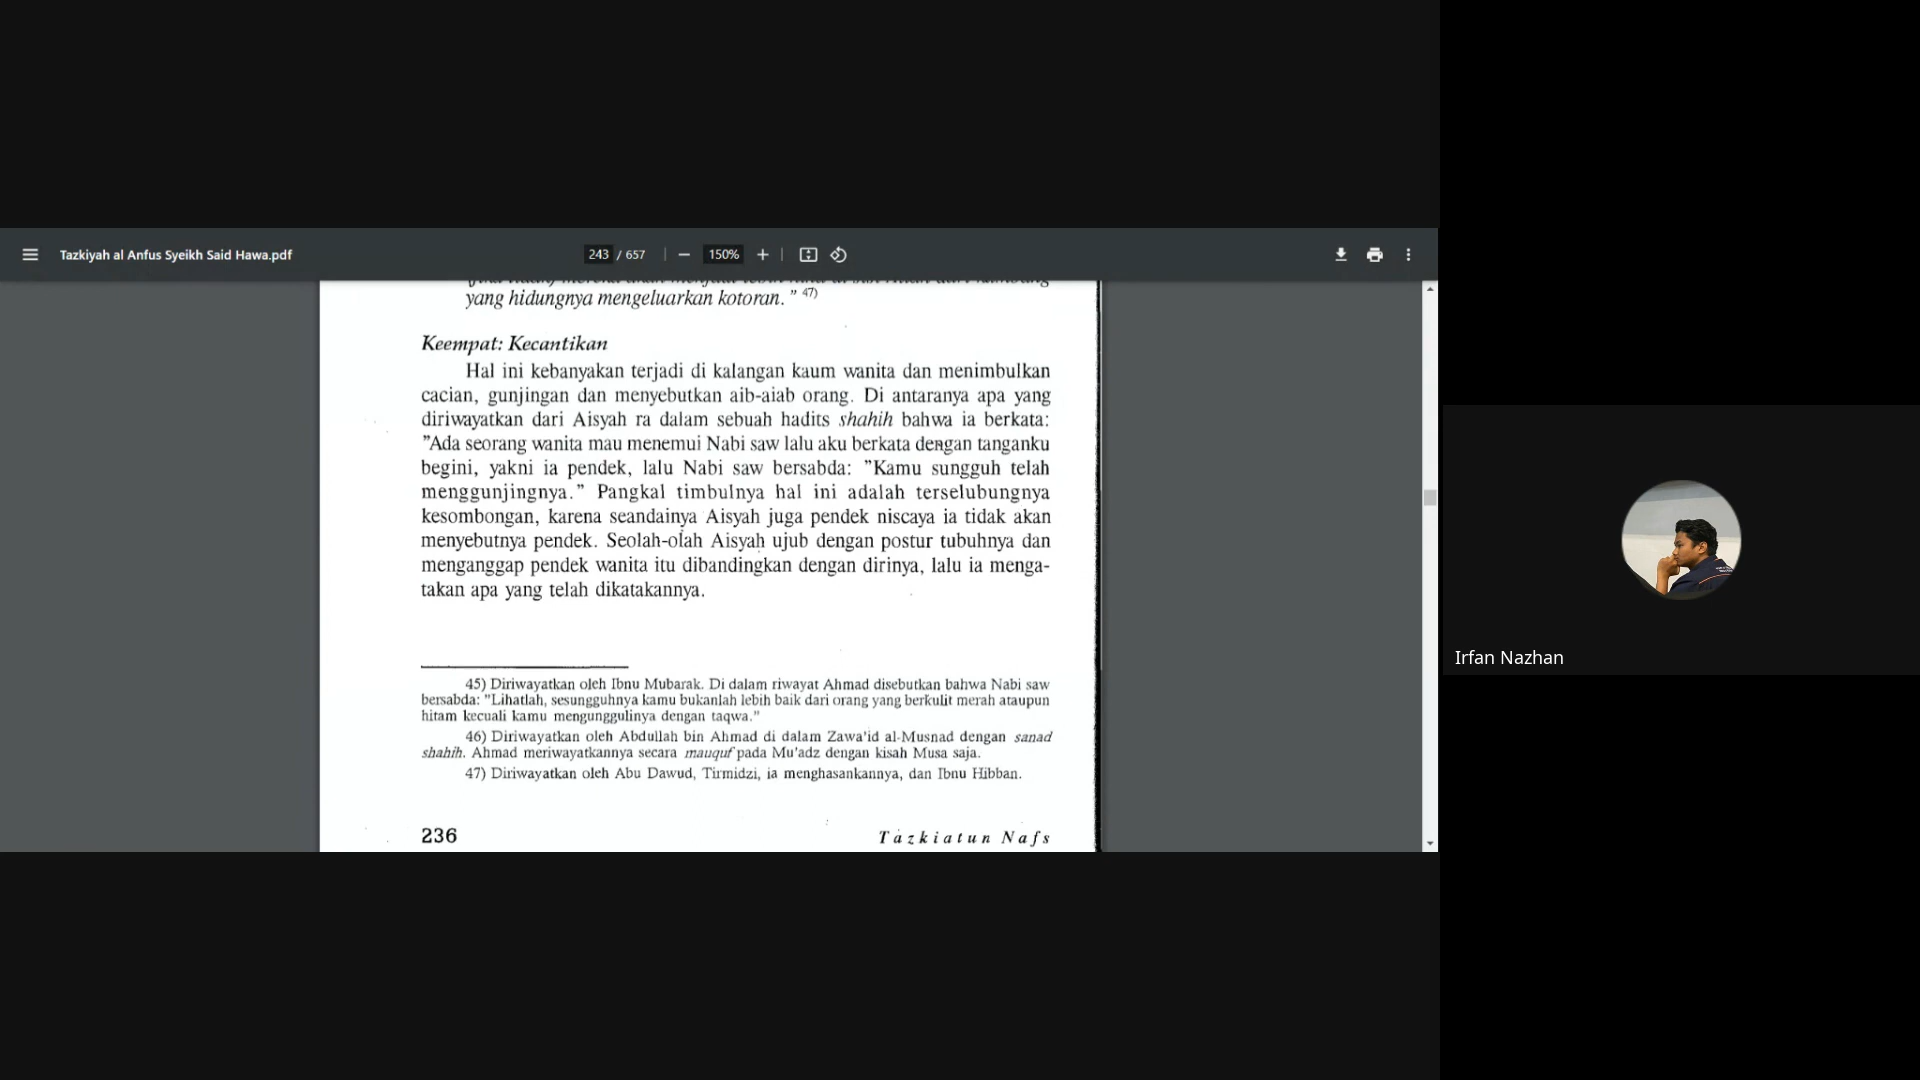 Tazkiyah al Anfus Syeikh Said Hawa.pdf
243 / 657
150%
yang hidungnya mengeluarkan kotoran." 47)
Keempat: Kecantikan
Hal ini kebanyakan terjadi di kalangan kaum wanita dan menimbulkan
cacian, gunjingan dan menyebutkan aib-aiab orang. Di antaranya apa yang
diriwayatkan dari Aisyah ra dalam sebuah hadits shahih bahwa ia berkata:
"Ada seorang wanita mau menemui Nabi saw lalu aku berkata dengan tanganku
begini, yakni ia pendek, lalu Nabi saw bersabda: "Kamu sungguh telah
menggunjingnya." Pangkal timbulnya hal ini adalah terselubungnya
kesombongan, karena seandainya Aisyah juga pendek niscaya ia tidak akan
menyebutnya pendek. Seolah-olah Aisyah ujub dengan postur tubuhnya dan
menganggap pendek wanita itu dibandingkan dengan dirinya, lalu ia menga-
takan apa yang telah dikatakannya.
45) Diriwayatkan oleh Ibnu Mubarak. Di dalam riwayat Ahmad disebutkan bahwa Nabi saw
bersabda: "Lihatlah, sesungguhnya kamu bukanlah lebih baik dari orang yang berkulit merah ataupun
hitam kecuali kamu mengunggulinya dengan taqwa."
46) Diriwayatkan oleh Abdullah bin Ahmad di dalam Zawa'id al-Musnad dengan sanad
shahih. Ahmad meriwayatkannya secara mauquf pada Mu'adz dengan kisah Musa saja.
47) Diriwayatkan oleh Abu Dawud, Tirmidzi, ia menghasankannya, dan Ibnu Hibban.
236
Tazkiatun Nafs
Irfan Nazhan